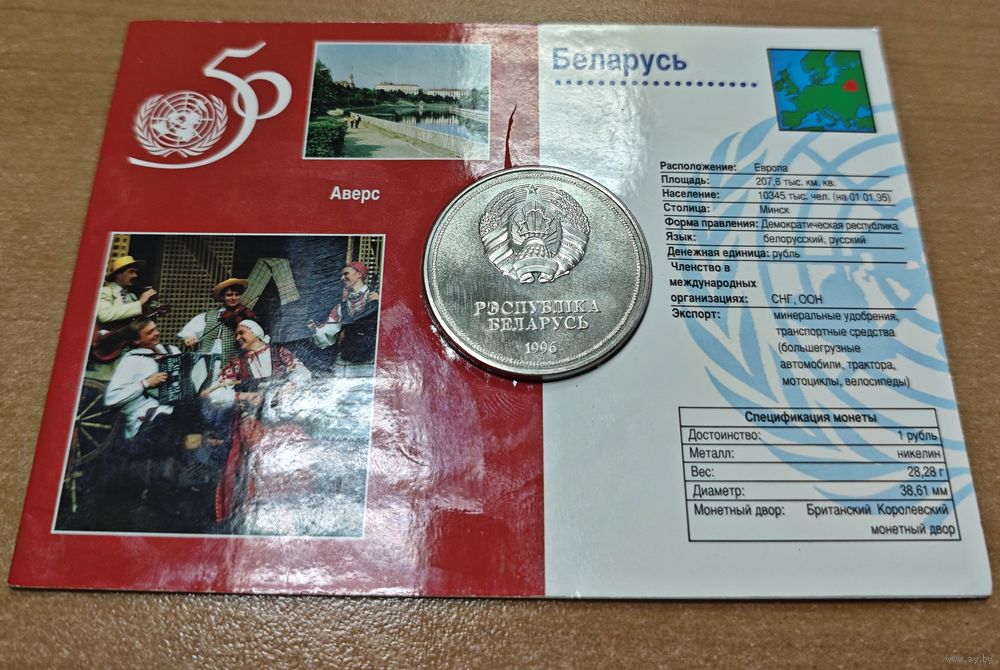 50
Аверс
РЭСПУБЛІКА
БЕЛАРУСЬ
1996
Беларусь
Расположение: Европа
Площадь: 207,6 тыс. км. кв.
Население: 10345 тыс. чел. (на 01.01.95)
Столица: Минск
Форма правления: Демократическая республика
Язык: белорусский, русский
Денежная единица: рубль
Членство в
международных
организациях: СНГ, ООН
Экспорт: минеральные удобрения,
транспортные средства
(большегрузные
автомобили, трактора,
мотоциклы, велосипеды)
Спецификация монеты
Достоинство: 1 рубль
Металл: никелин
Вес: 28,28 г
Диаметр: 38,61 мм
Монетный двор: Британский Королевский
монетный двор
www.ay.by